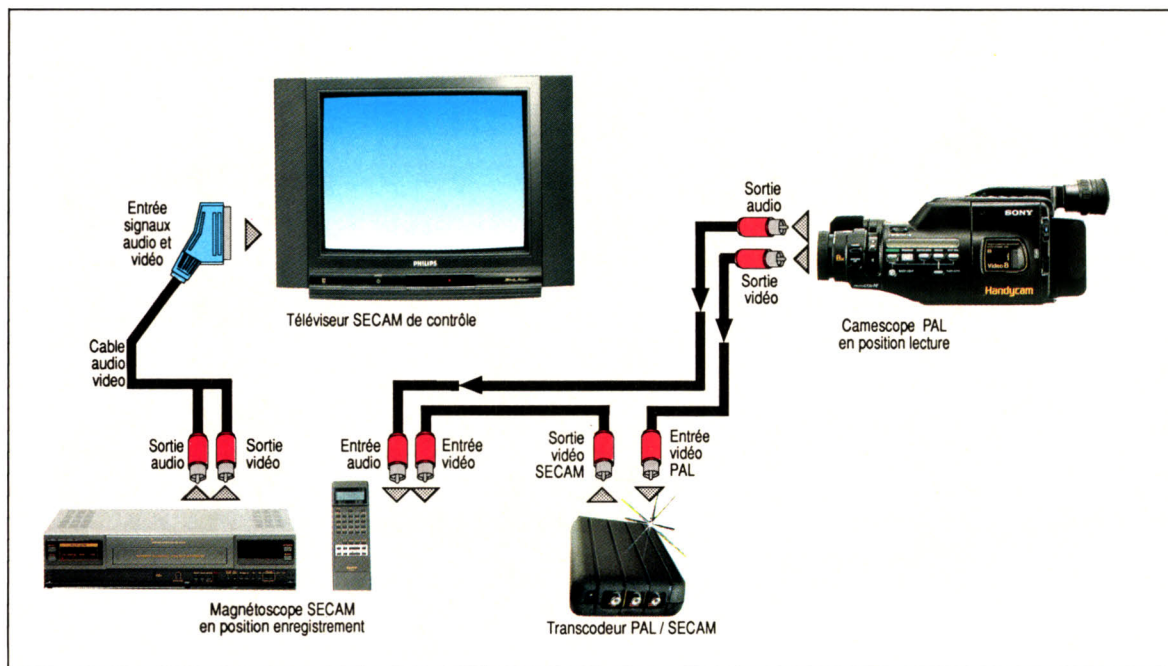 Entrée
signaux
audio et
vidéo
PHILIPS
Téléviseur SECAM de contrôle
Sortie
audio
Sortie
vidéo
SONY
Video 8
Handycam
Camescope PAL
en position lecture
Cable
audio
video
Sortie
audio
Sortie
vidéo
Entrée
audio
Entrée
vidéo
Sortie
vidéo
SECAM
Entrée
vidéo
PAL
Magnétoscope SECAM
en position enregistrement
Transcodeur PAL / SECAM